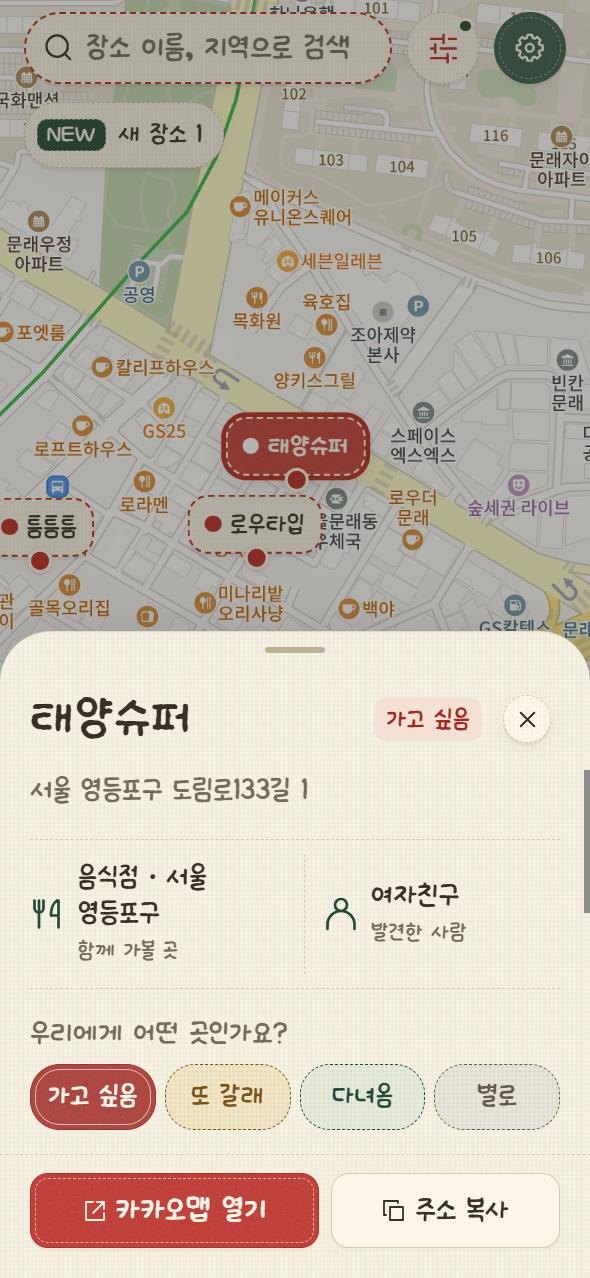 하나은행
101
장소 이름, 지역으로 검색
국화맨션
102
NEW 새 장소 1
116
103
104
문래자이
아파트
메이커스
유니온스퀘어
105
106
문래우정
아파트
세븐일레븐
공영
P
P
목화원
육호집
조아제약
본사
포엣룸
칼리프하우스
양키스그릴
빈칸
문래
GS25
태양슈퍼
스페이스
엑스엑스
로프트하우스
로라멘
로우더
문래
숲세권 라이브
틈틈틈
로우타입
문래동
우체국
골목오리집
미나리밭
오리사냥
백야
GS칼텍스
문래
태양슈퍼
가고 싶음
서울 영등포구 도림로133길 1
음식점 · 서울
영등포구
함께 가볼 곳
여자친구
발견한 사람
우리에게 어떤 곳인가요?
가고 싶음
또 갈래
다녀옴
별로
카카오맵 열기
주소 복사